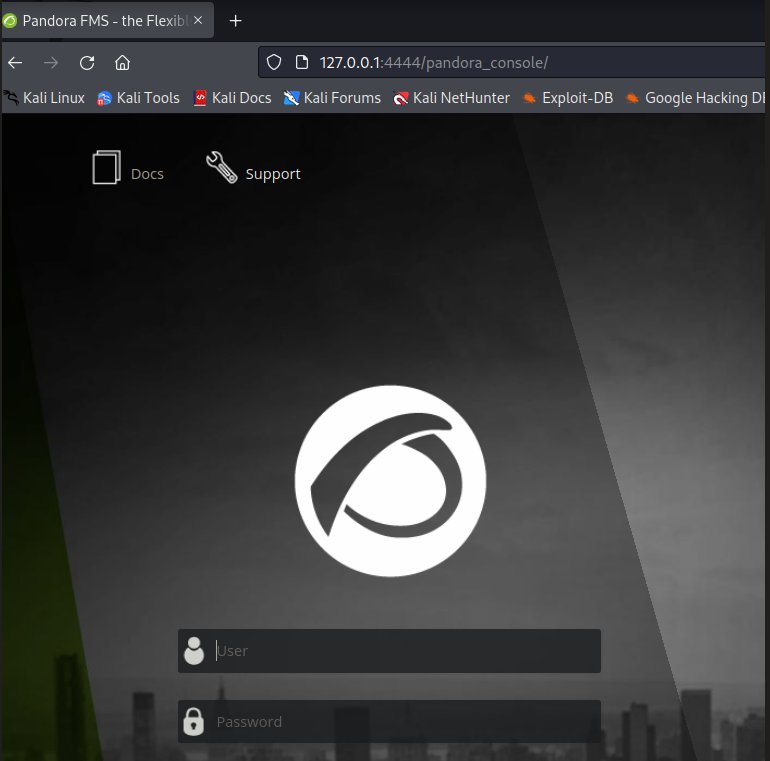 Pandora FMS - the Flexibl
127.0.0.1:4444/pandora_console/
Kali Linux Kali Tools Kali Docs Kali Forums Kali NetHunter Exploit-DB Google Hacking DB
Docs Support
User
Password